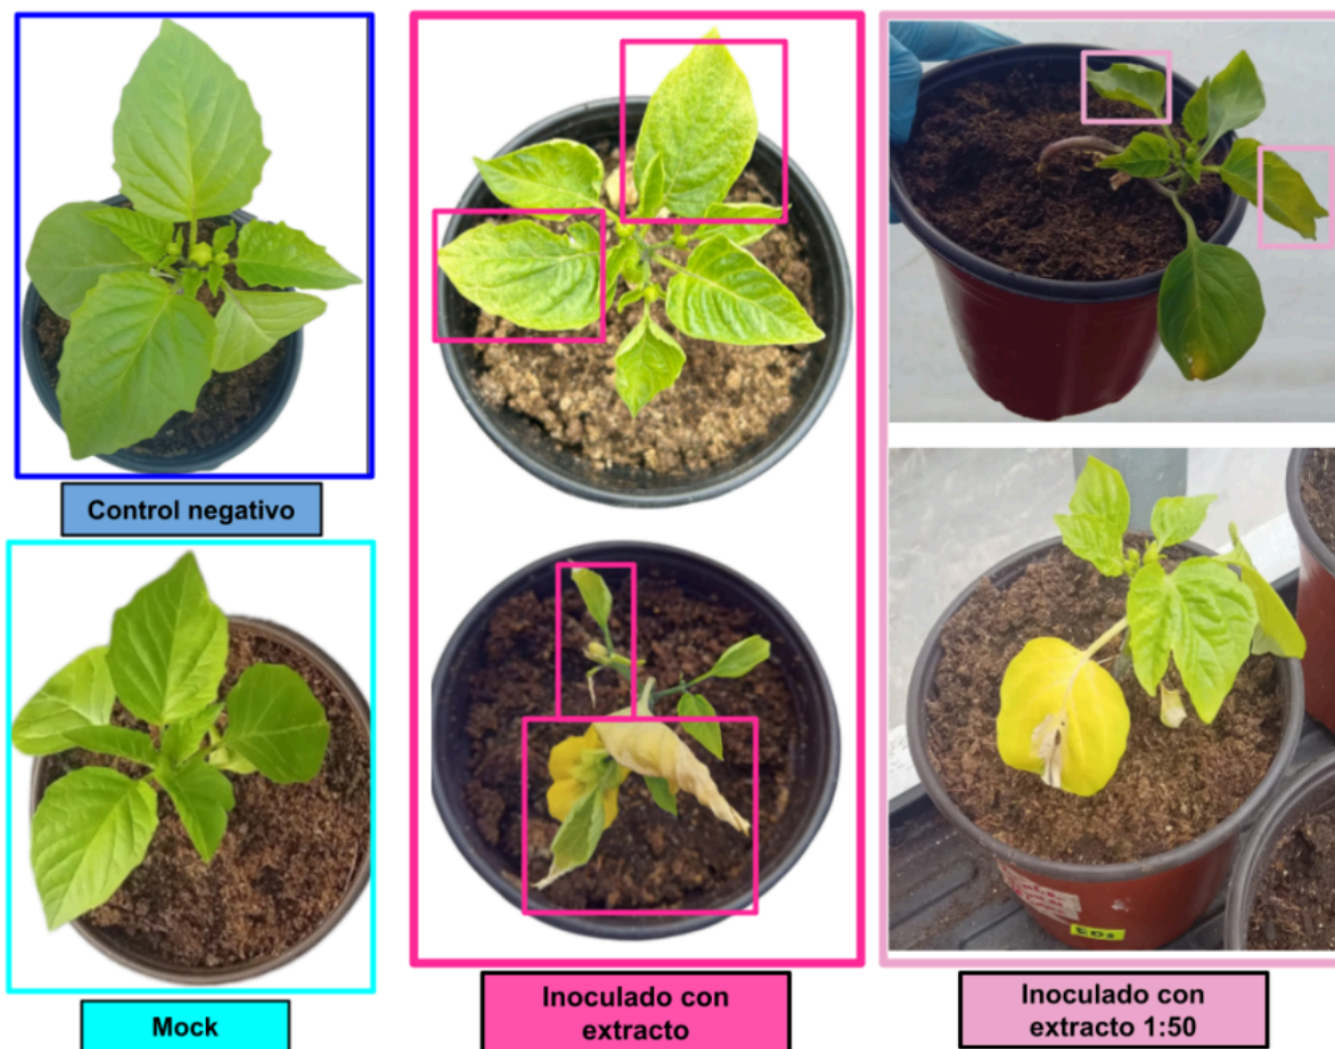 Control negativo
Mock
Inoculado con
extracto
Inoculado con
extracto 1:50